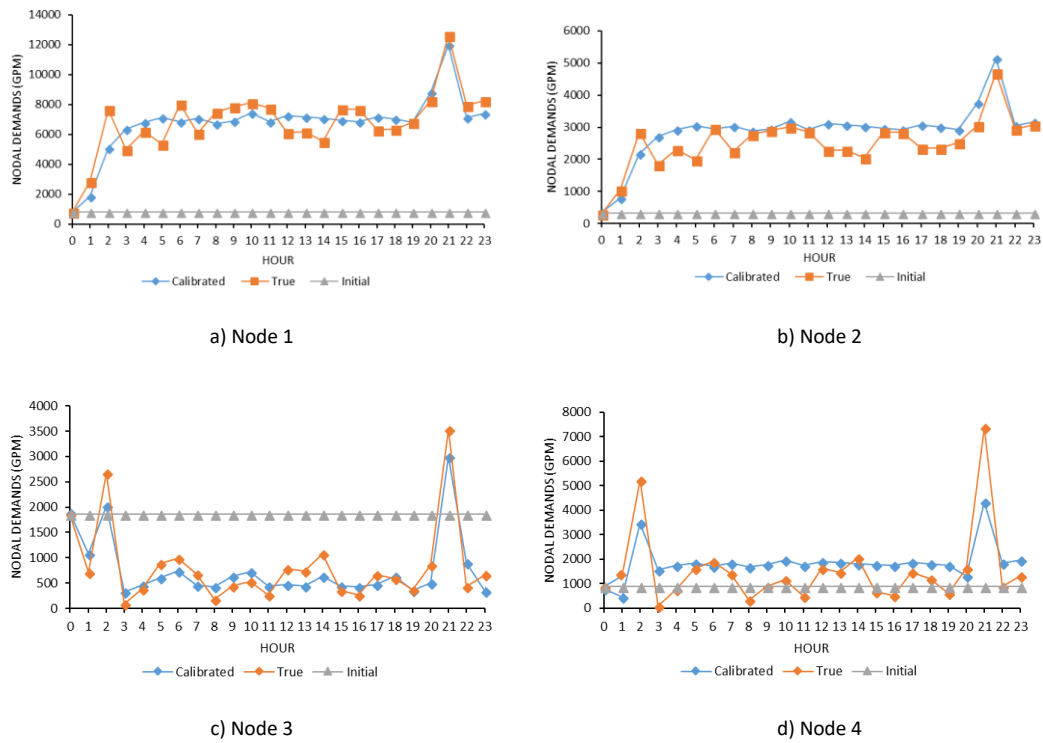 14000
12000
10000
8000
6000
4000
2000
0
NODAL DEMANDS (GPM)
0 1 2 3 4 5 6 7 8 9 10 11 12 13 14 15 16 17 18 19 20 21 22 23
HOUR
Calibrated True Initial
a) Node 1
6000
5000
4000
3000
2000
1000
0
NODAL DEMANDS (GPM)
0 1 2 3 4 5 6 7 8 9 10 11 12 13 14 15 16 17 18 19 20 21 22 23
HOUR
Calibrated True Initial
b) Node 2
4000
3500
3000
2500
2000
1500
1000
500
0
NODAL DEMANDS (GPM)
0 1 2 3 4 5 6 7 8 9 10 11 12 13 14 15 16 17 18 19 20 21 22 23
HOUR
Calibrated True Initial
c) Node 3
8000
7000
6000
5000
4000
3000
2000
1000
0
NODAL DEMANDS (GPM)
0 1 2 3 4 5 6 7 8 9 10 11 12 13 14 15 16 17 18 19 20 21 22 23
HOUR
Calibrated True Initial
d) Node 4